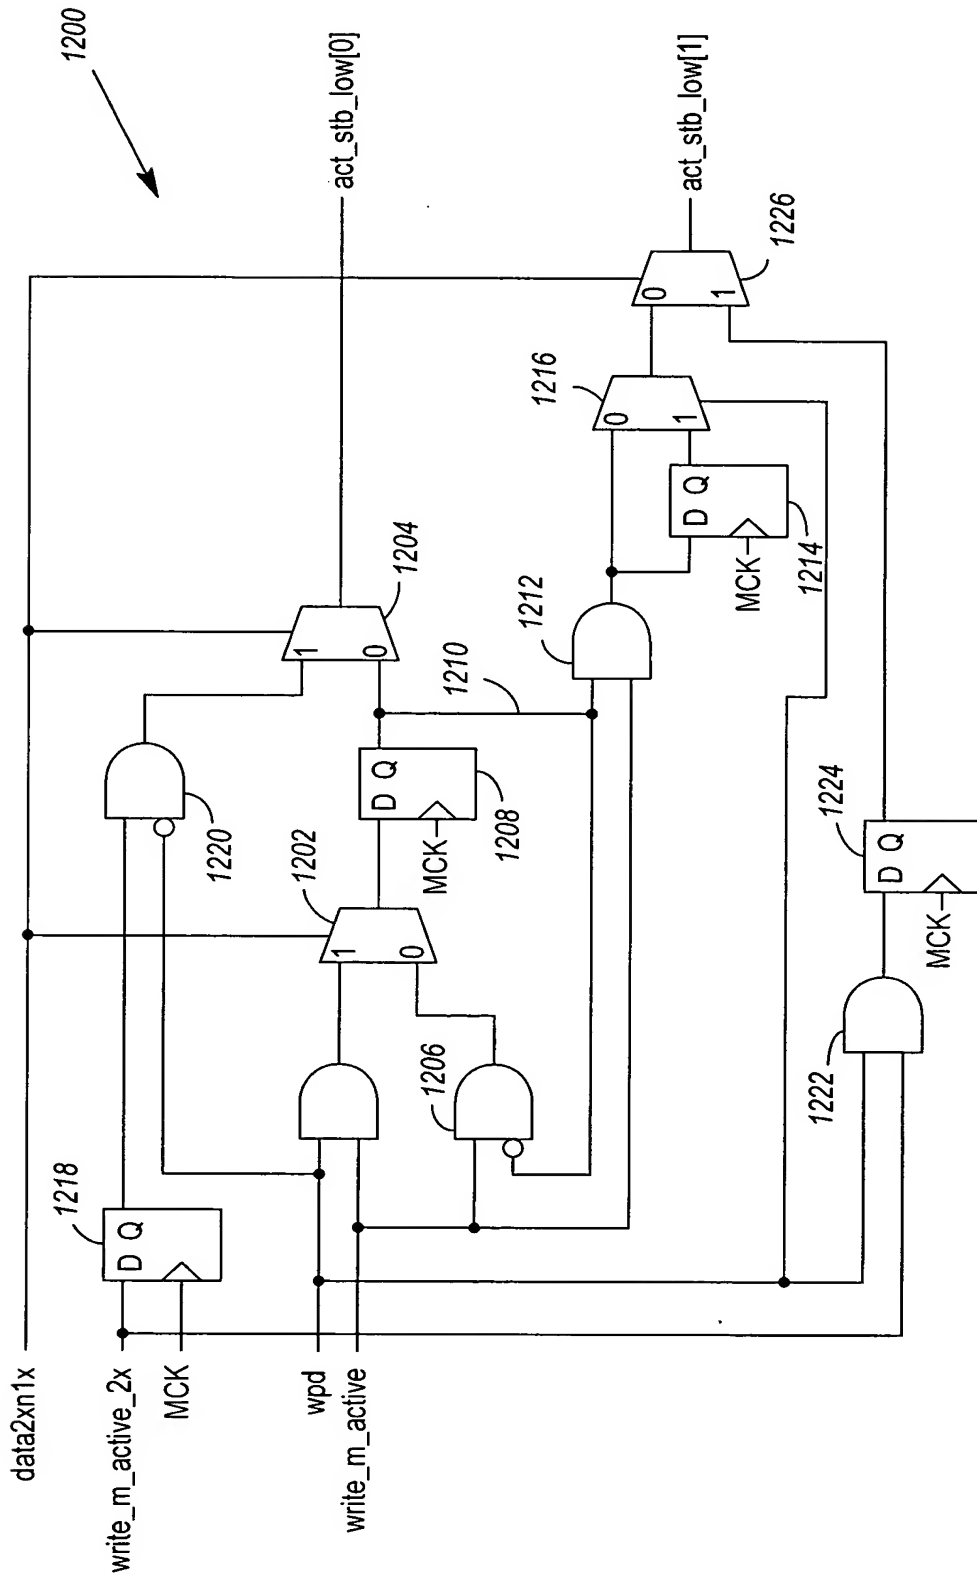 1200
data2xn1x
write_m_active_2x
MCK
wpd
write_m_active
1218
D Q
1220
1206
1202
1 0
D Q
MCK
1208
1204
1 0
act_stb_low[0]
1210
1212
D Q
MCK
1214
1216
0 1
0 1
1226
act_stb_low[1]
1222
D Q
MCK
1224